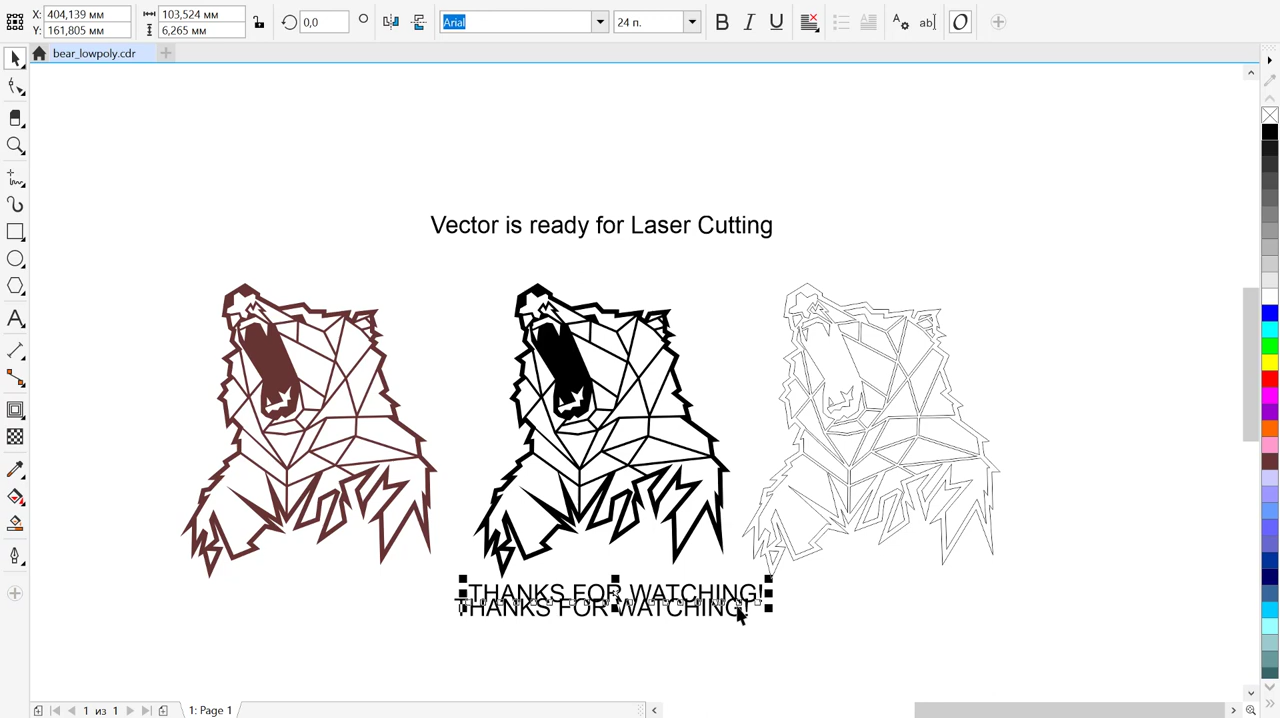 X: 404,139 мм
Y: 161,805 мм
103,524 мм
6,265 мм
0,0
Arial
24 п.
B I U
ab
O
bear_lowpoly.cdr
Vector is ready for Laser Cutting
THANKS FOR WATCHING!
THANKS FOR WATCHING!
1 из 1
1: Page 1